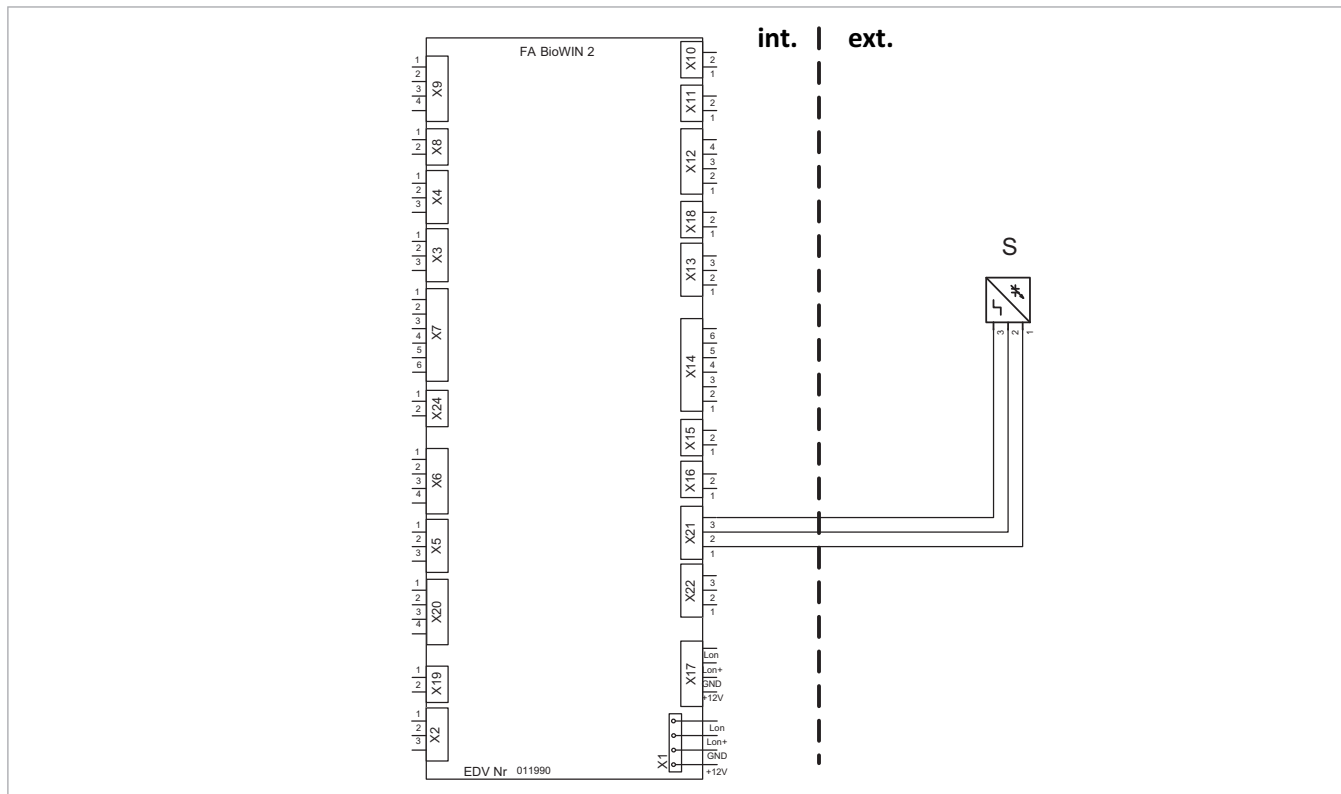 FA BioWIN 2
int.
ext.
1
2
3
4
X9
1
2
X8
1
2
3
X4
1
2
3
X3
1
2
3
4
5
6
X7
1
2
X24
1
2
3
4
X6
1
2
3
X5
1
2
3
4
X20
1
2
X19
1
2
3
X2
X10
2
1
X11
2
1
X12
4
3
2
1
X18
2
1
X13
3
2
1
X14
6
5
4
3
2
1
X15
2
1
X16
2
1
X21
3
2
1
X22
3
2
1
X17
Lon
Lon+
GND
+12V
X1
Lon
Lon+
GND
+12V
EDV Nr 011990
S
3
2
1